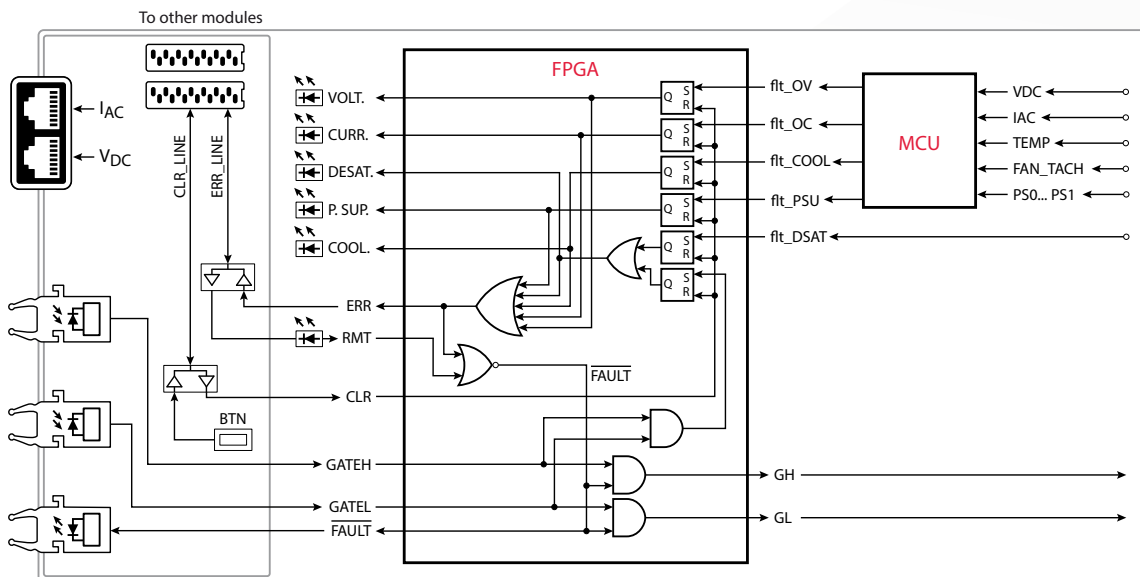 To other modules
I_AC
V_DC
CLR_LINE
ERR_LINE
VOLT.
CURR.
DESAT.
P. SUP.
COOL.
ERR
RMT
CLR
BTN
GATEH
GATEL
FAULT
FPGA
Q S
R
Q S
R
Q S
R
Q S
R
Q S
R
Q S
R
FAULT
flt_OV
flt_OC
flt_COOL
flt_PSU
flt_DSAT
MCU
VDC
IAC
TEMP
FAN_TACH
PS0... PS1
GH
GL